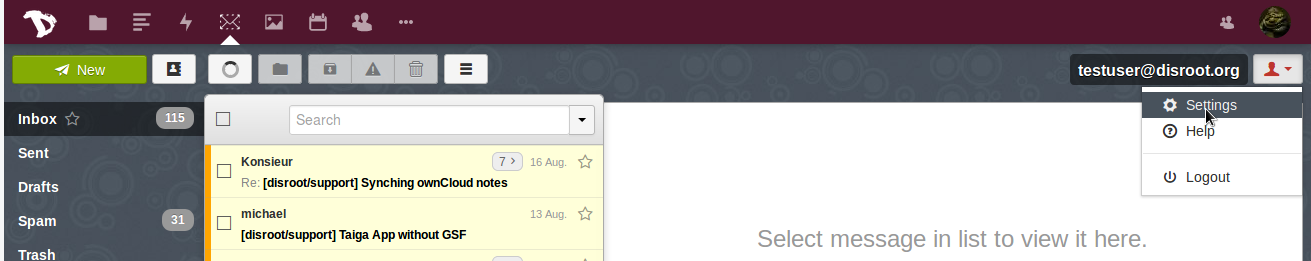 New
testuser@disroot.org
Inbox 115
Search
Settings
Help
Logout
Sent
Drafts
Spam 31
Trash
Konsieur 7 16 Aug.
Re: [disroot/support] Synching ownCloud notes
michael 13 Aug.
[disroot/support] Taiga App without GSF
Select message in list to view it here.